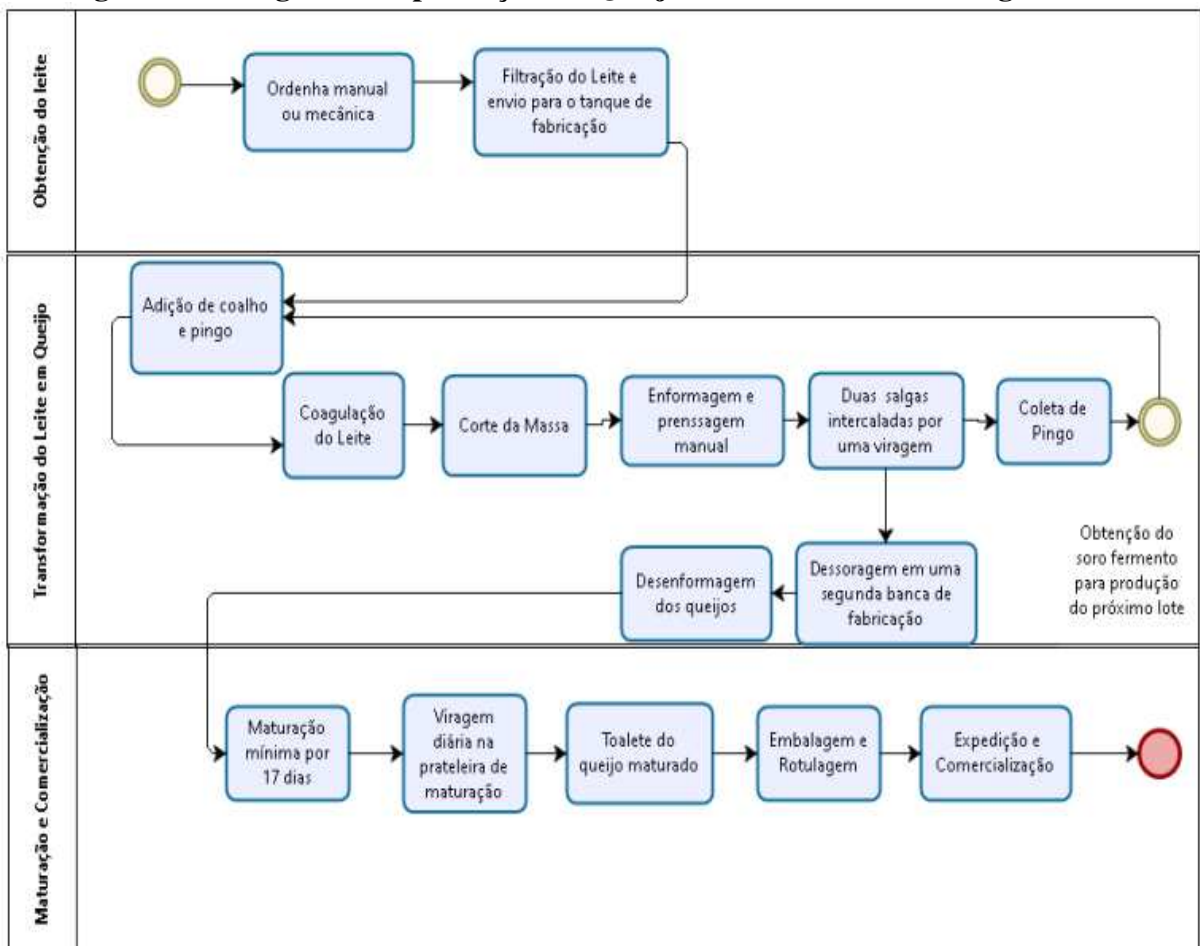 Obtenção do leite
Ordenha manual
ou mecânica
Filtração do Leite e
envio para o tanque de
fabricação
Transformação do Leite em Queijo
Adição de coalho
e pingo
Coagulação
do Leite
Corte da Massa
Enformagem e
prenssagem
manual
Duas salgas
intercaladas por
uma viragem
Coleta de
Pingo
Obtenção do
soro fermento
para produção
do próximo lote
Dessoragem em uma
segunda banca de
fabricação
Desenformagem
dos queijos
Maturação e Comercialização
Maturação
mínima por
17 dias
Viragem
diária na
prateleira de
maturação
Toalete do
queijo maturado
Embalagem e
Rotulagem
Expedição e
Comercialização